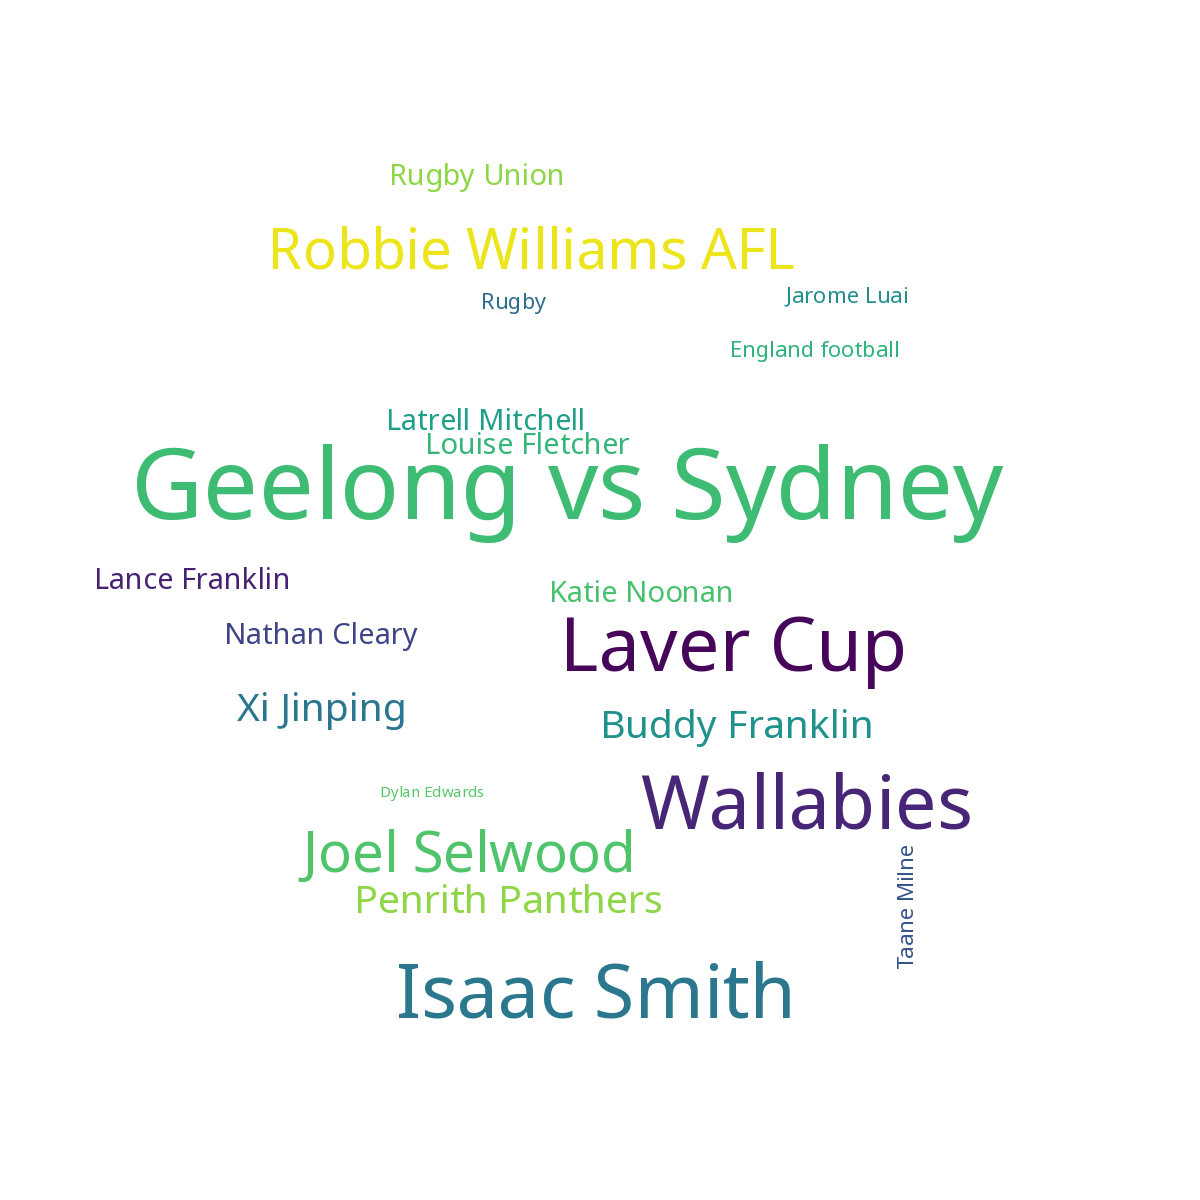 Rugby Union
Robbie Williams AFL
Rugby
Jarome Luai
England football
Latrell Mitchell
Louise Fletcher
Geelong vs Sydney
Lance Franklin
Katie Noonan
Nathan Cleary
Laver Cup
Xi Jinping
Buddy Franklin
Dylan Edwards
Wallabies
Joel Selwood
Penrith Panthers
Taane Milne
Isaac Smith